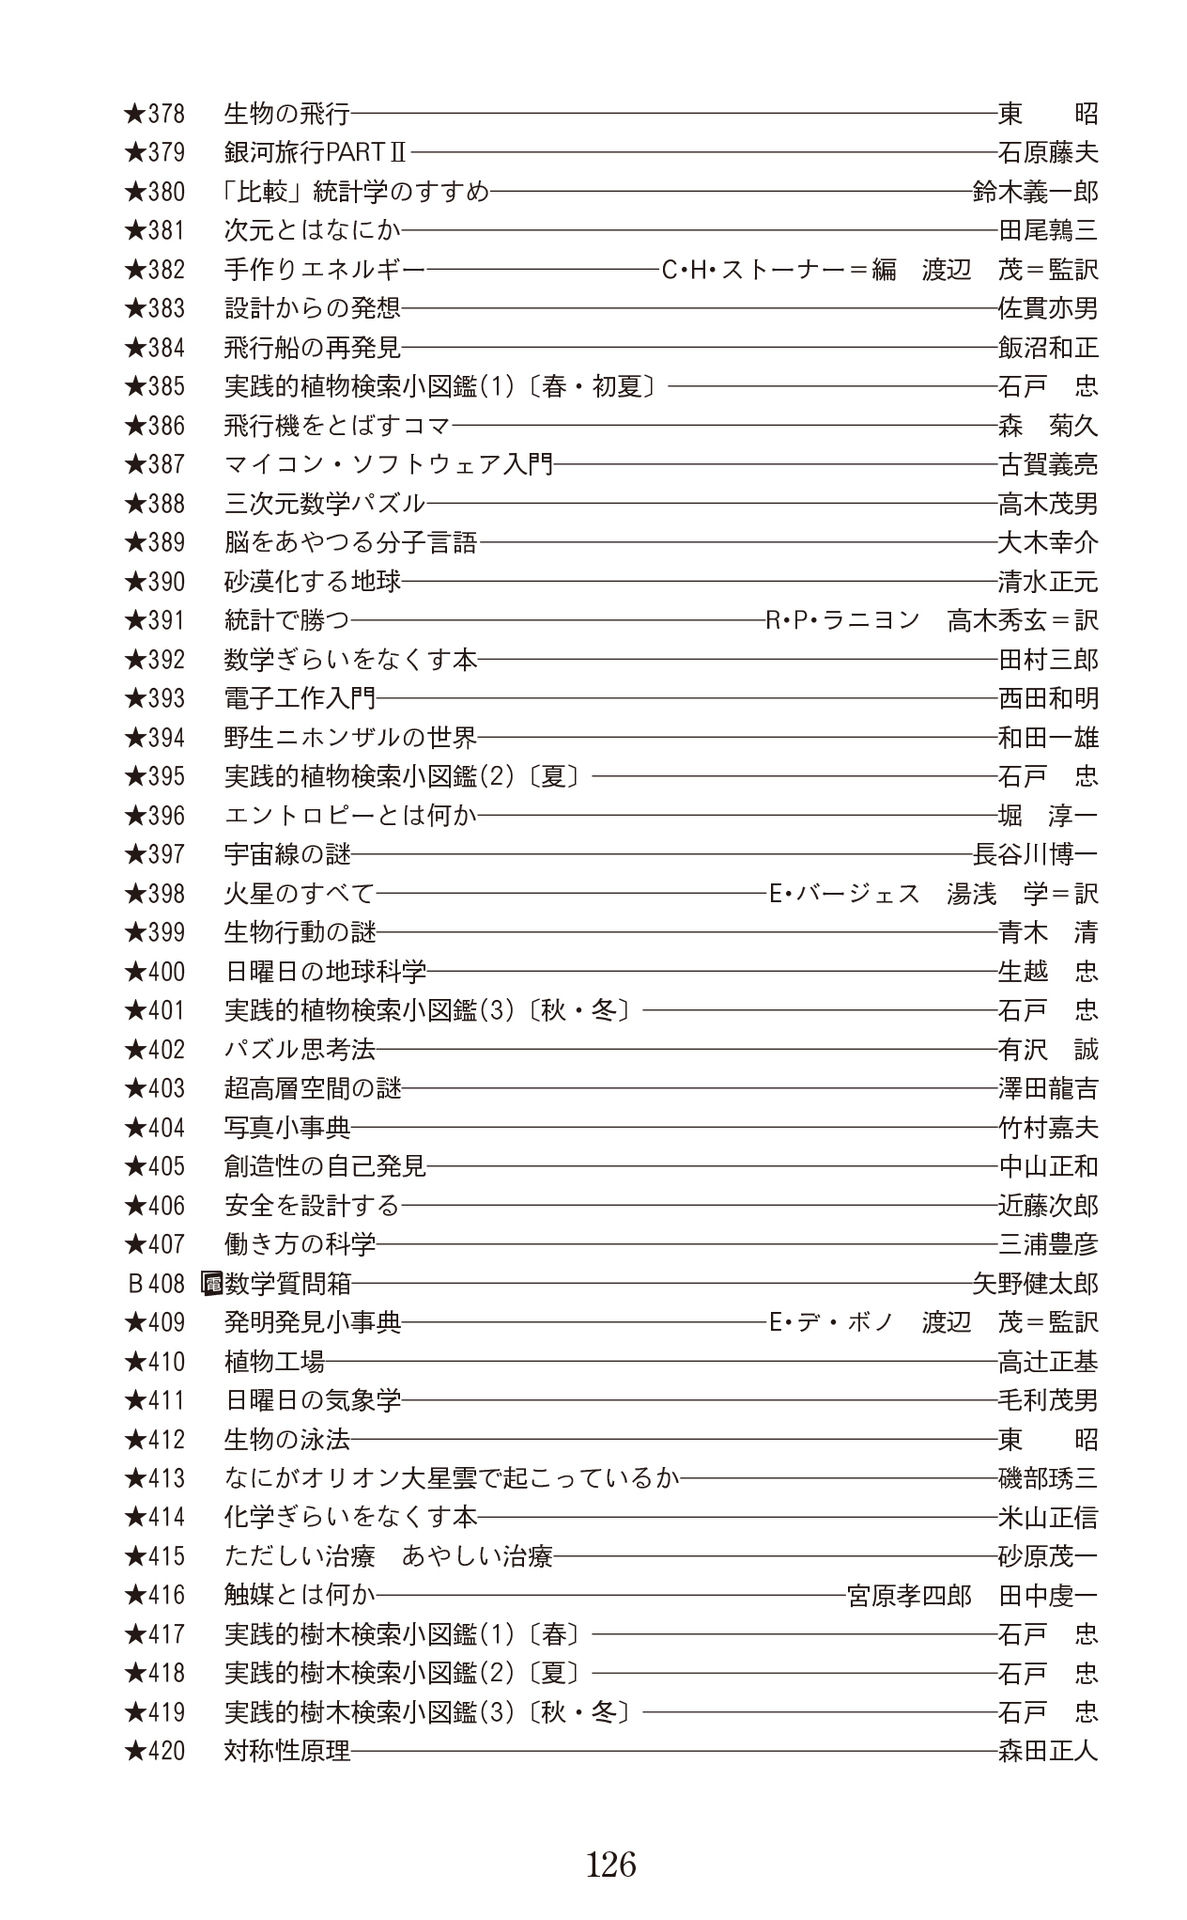 ★378 生物の飛行 東 昭
★379 銀河旅行PARTⅡ 石原藤夫
★380 「比較」統計学のすすめ 鈴木義一郎
★381 次元とはなにか 田尾鶉三
★382 手作りエネルギー C・H・ストーナー＝編 渡辺 茂＝監訳
★383 設計からの発想 佐貫亦男
★384 飛行船の再発見 飯沼和正
★385 実践的植物検索小図鑑(1)〔春・初夏〕 石戸 忠
★386 飛行機をとばすコマ 森 菊久
★387 マイコン・ソフトウェア入門 古賀義亮
★388 三次元数学パズル 高木茂男
★389 脳をあやつる分子言語 大木幸介
★390 砂漠化する地球 清水正元
★391 統計で勝つ R・P・ラニヨン 高木秀玄＝訳
★392 数学ぎらいをなくす本 田村三郎
★393 電子工作入門 西田和明
★394 野生ニホンザルの世界 和田一雄
★395 実践的植物検索小図鑑(2)〔夏〕 石戸 忠
★396 エントロピーとは何か 堀 淳一
★397 宇宙線の謎 長谷川博一
★398 火星のすべて E・バージェス 湯浅 学＝訳
★399 生物行動の謎 青木 清
★400 日曜日の地球科学 生越 忠
★401 実践的植物検索小図鑑(3)〔秋・冬〕 石戸 忠
★402 パズル思考法 有沢 誠
★403 超高層空間の謎 澤田龍吉
★404 写真小事典 竹村嘉夫
★405 創造性の自己発見 中山正和
★406 安全を設計する 近藤次郎
★407 働き方の科学 三浦豊彦
B408 電 数学質問箱 矢野健太郎
★409 発明発見小事典 E・デ・ボノ 渡辺 茂＝監訳
★410 植物工場 高辻正基
★411 日曜日の気象学 毛利茂男
★412 生物の泳法 東 昭
★413 なにがオリオン大星雲で起こっているか 磯部琇三
★414 化学ぎらいをなくす本 米山正信
★415 ただしい治療 あやしい治療 砂原茂一
★416 触媒とは何か 宮原孝四郎 田中虔一
★417 実践的樹木検索小図鑑(1)〔春〕 石戸 忠
★418 実践的樹木検索小図鑑(2)〔夏〕 石戸 忠
★419 実践的樹木検索小図鑑(3)〔秋・冬〕 石戸 忠
★420 対称性原理 森田正人
126